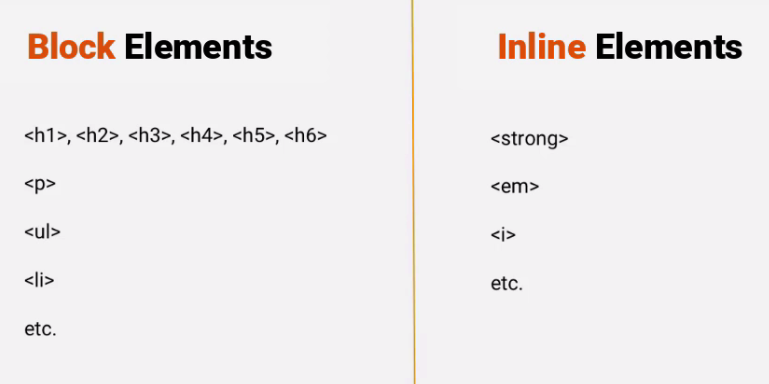 Block Elements
<h1>, <h2>, <h3>, <h4>, <h5>, <h6>
<p>
<ul>
<li>
etc.
Inline Elements
<strong>
<em>
<i>
etc.